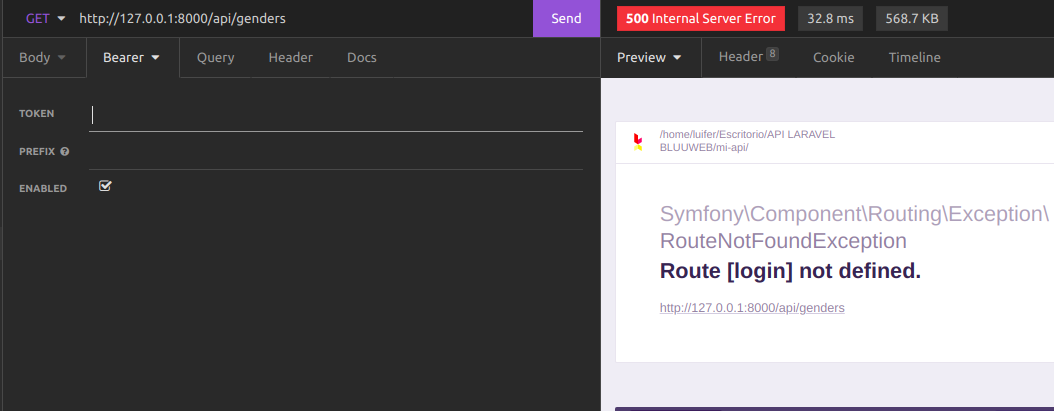 GET http://127.0.0.1:8000/api/genders Send 500 Internal Server Error 32.8 ms 568.7 KB
Body Bearer Query Header Docs Preview Header 8 Cookie Timeline
TOKEN
PREFIX ?
ENABLED
/home/luifer/Escritorio/API LARAVEL
BLUUWEB/mi-api/
Symfony\Component\Routing\Exception\
RouteNotFoundException
Route [login] not defined.
http://127.0.0.1:8000/api/genders